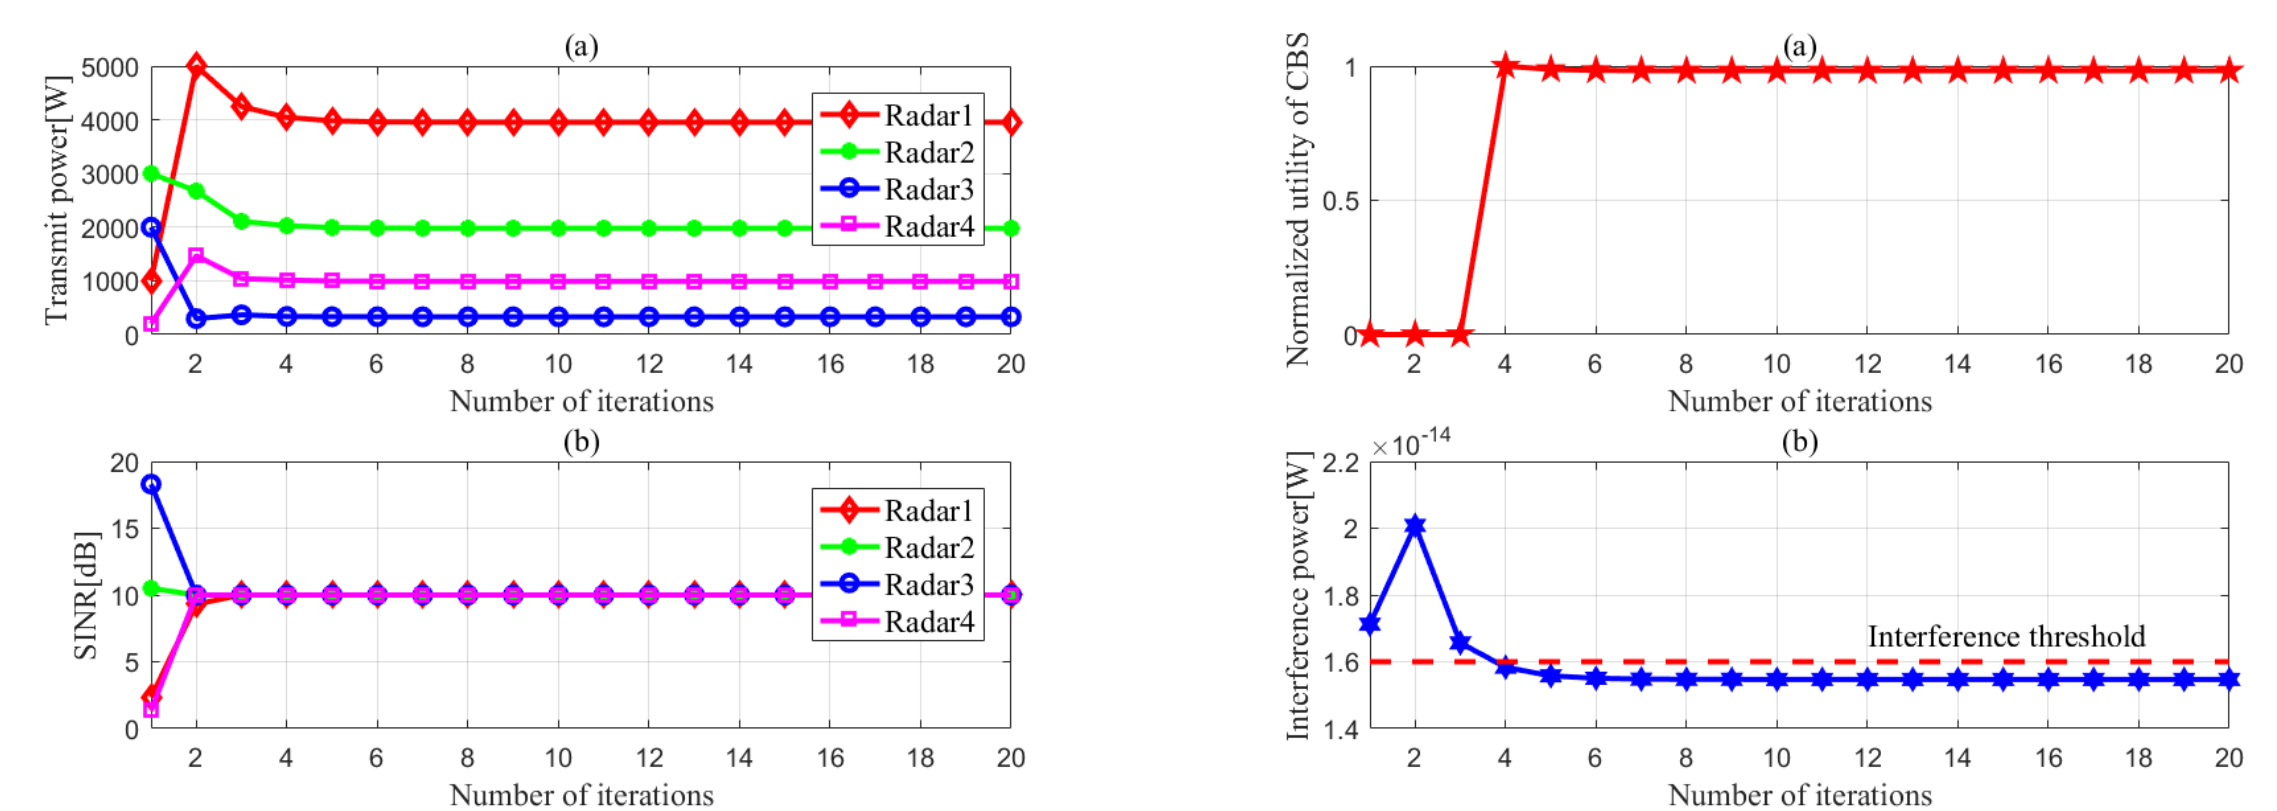 (a)
Transmit power[W]
5000
4000
3000
2000
1000
0
Radar1
Radar2
Radar3
Radar4
2 4 6 8 10 12 14 16 18 20
Number of iterations
(b)
SINR[dB]
20
15
10
5
0
Radar1
Radar2
Radar3
Radar4
2 4 6 8 10 12 14 16 18 20
Number of iterations
(a)
Normalized utility of CBS
1
0.5
0
2 4 6 8 10 12 14 16 18 20
Number of iterations
(b)
×10-14
Interference power[W]
2.2
2
1.8
1.6
1.4
Interference threshold
2 4 6 8 10 12 14 16 18 20
Number of iterations